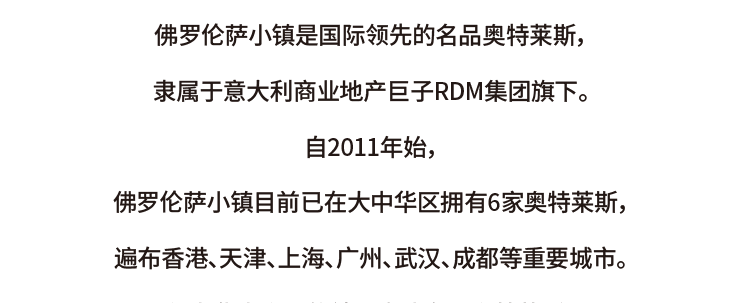 佛罗伦萨小镇是国际领先的名品奥特莱斯，
隶属于意大利商业地产巨子RDM集团旗下。
自2011年始，
佛罗伦萨小镇目前已在大中华区拥有6家奥特莱斯，
遍布香港、天津、上海、广州、武汉、成都等重要城市。